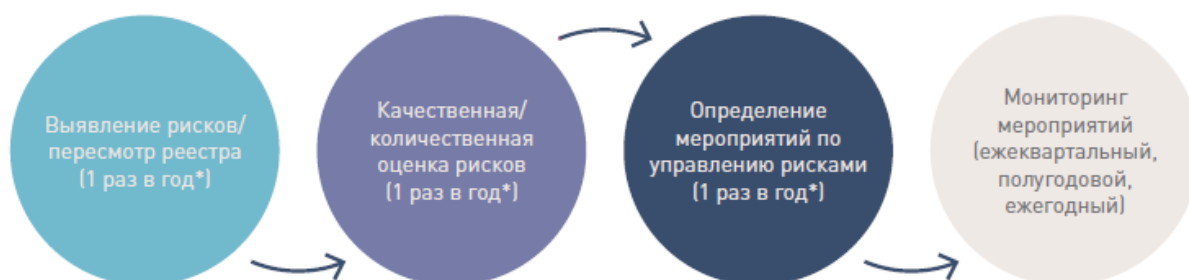 Выявление рисков/
пересмотр реестра
(1 раз в год*)
Качественная/
количественная
оценка рисков
(1 раз в год*)
Определение
мероприятий по
управлению рисками
(1 раз в год*)
Мониторинг
мероприятий
(ежеквартальный,
полугодовой,
ежегодный)